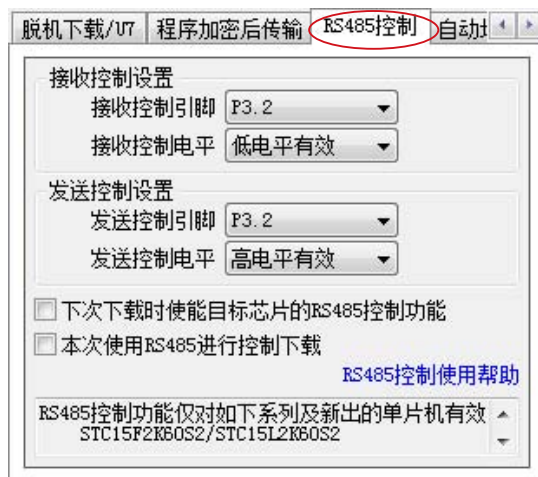 脱机下载/U7 程序加密后传输 RS485控制 自动
接收控制设置
接收控制引脚 P3.2
接收控制电平 低电平有效
发送控制设置
发送控制引脚 P3.2
发送控制电平 高电平有效
下次下载时使能目标芯片的RS485控制功能
本次使用RS485进行控制下载
RS485控制使用帮助
RS485控制功能仅对如下系列及新出的单片机有效
STC15F2K60S2/STC15L2K60S2